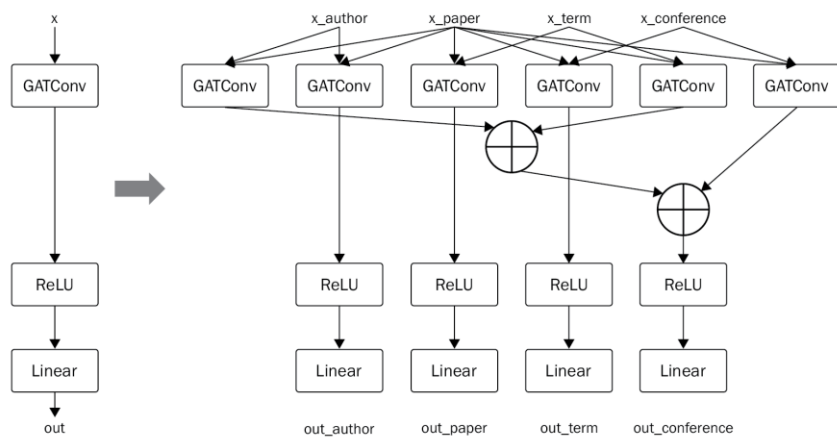 x x_author x_paper x_term x_conference
GATConv GATConv GATConv GATConv GATConv GATConv GATConv
ReLU ReLU ReLU ReLU ReLU
Linear Linear Linear Linear Linear
out out_author out_paper out_term out_conference